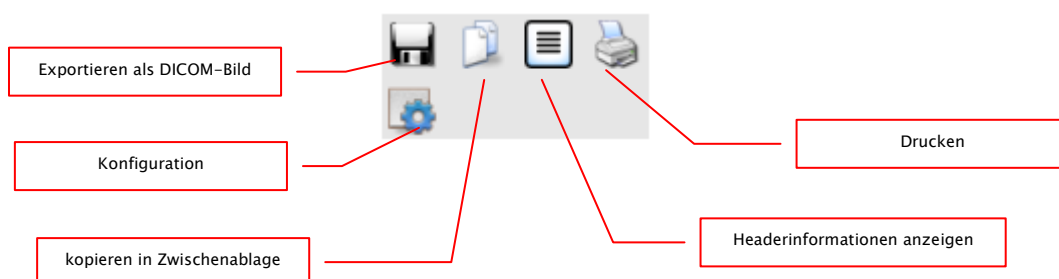 Exportieren als DICOM-Bild
Drucken
Konfiguration
Headerinformationen anzeigen
kopieren in Zwischenablage